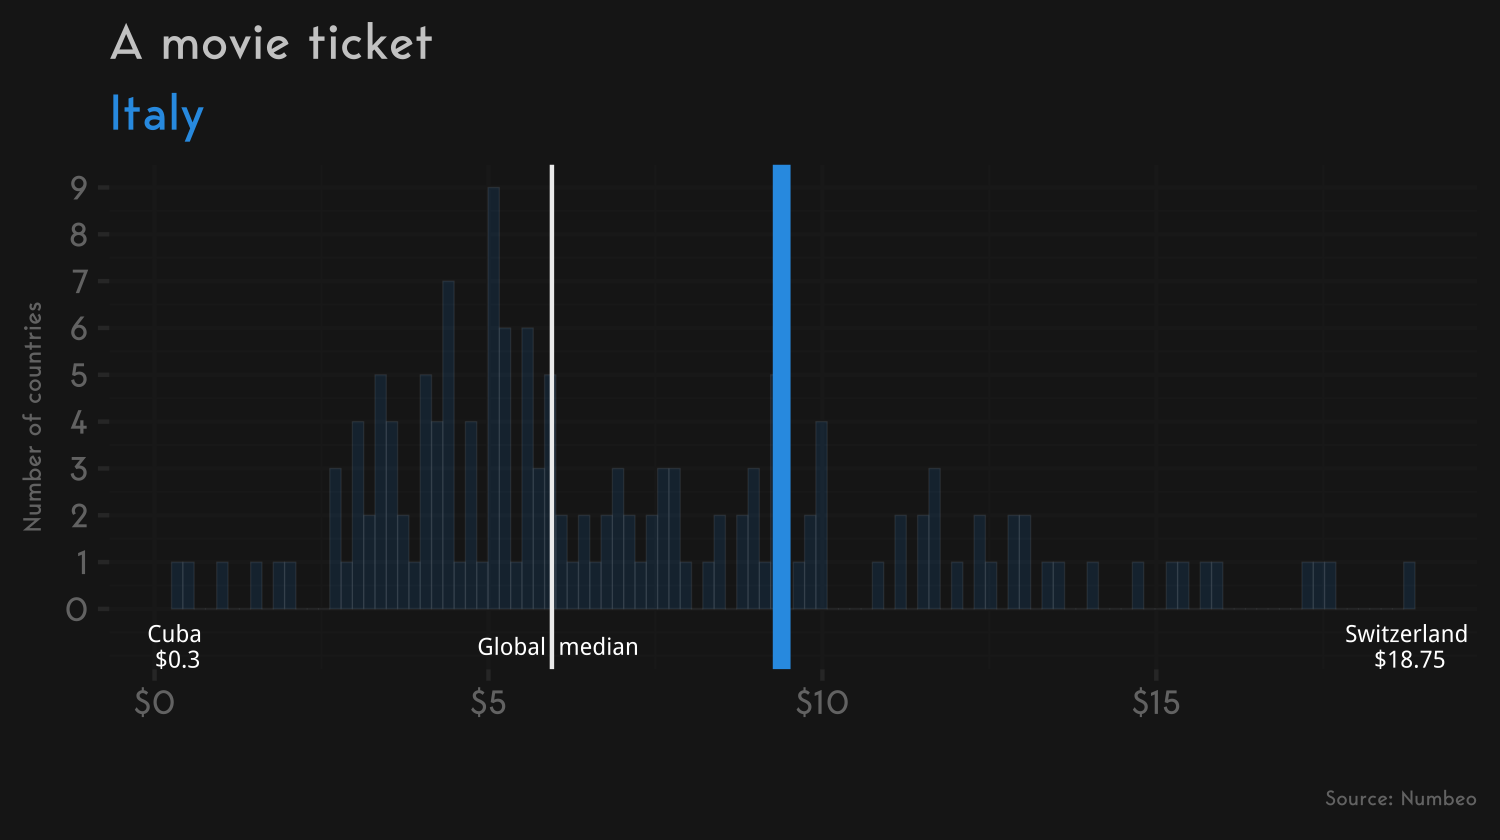 A movie ticket
Italy
Number of countries
9
8
7
6
5
4
3
2
1
0
Cuba
$0.3
Global median
Switzerland
$18.75
$0 $5 $10 $15
Source: Numbeo